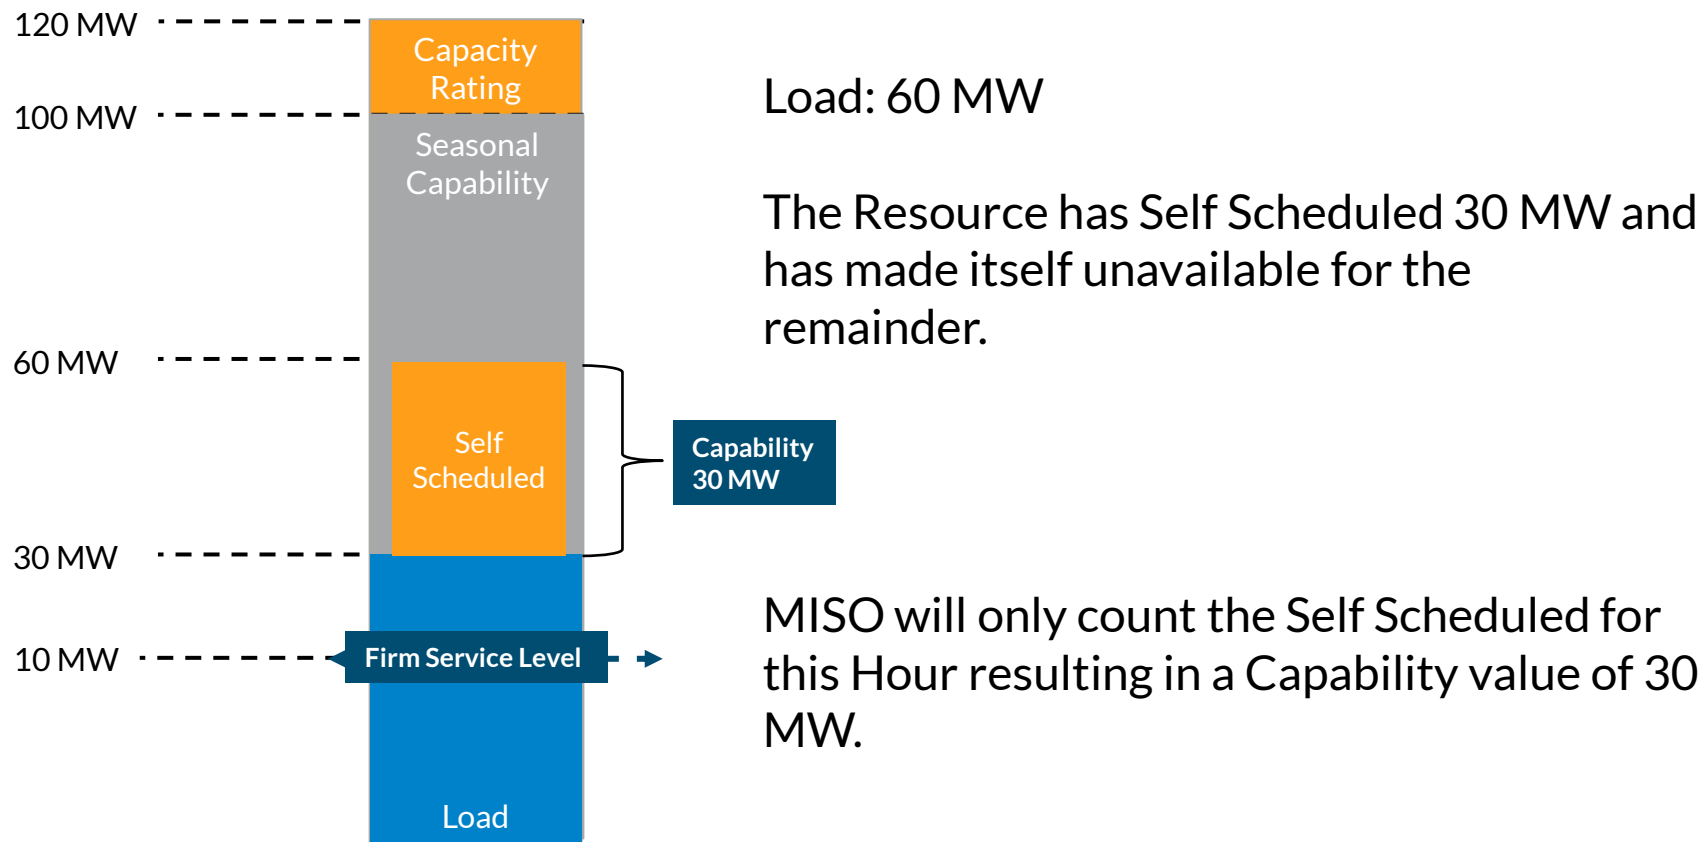 120 MW
Capacity
Rating
100 MW
Seasonal
Capability
60 MW
Self
Scheduled
Capability
30 MW
30 MW
10 MW
Firm Service Level
Load
Load: 60 MW
The Resource has Self Scheduled 30 MW and
has made itself unavailable for the
remainder.
MISO will only count the Self Scheduled for
this Hour resulting in a Capability value of 30
MW.